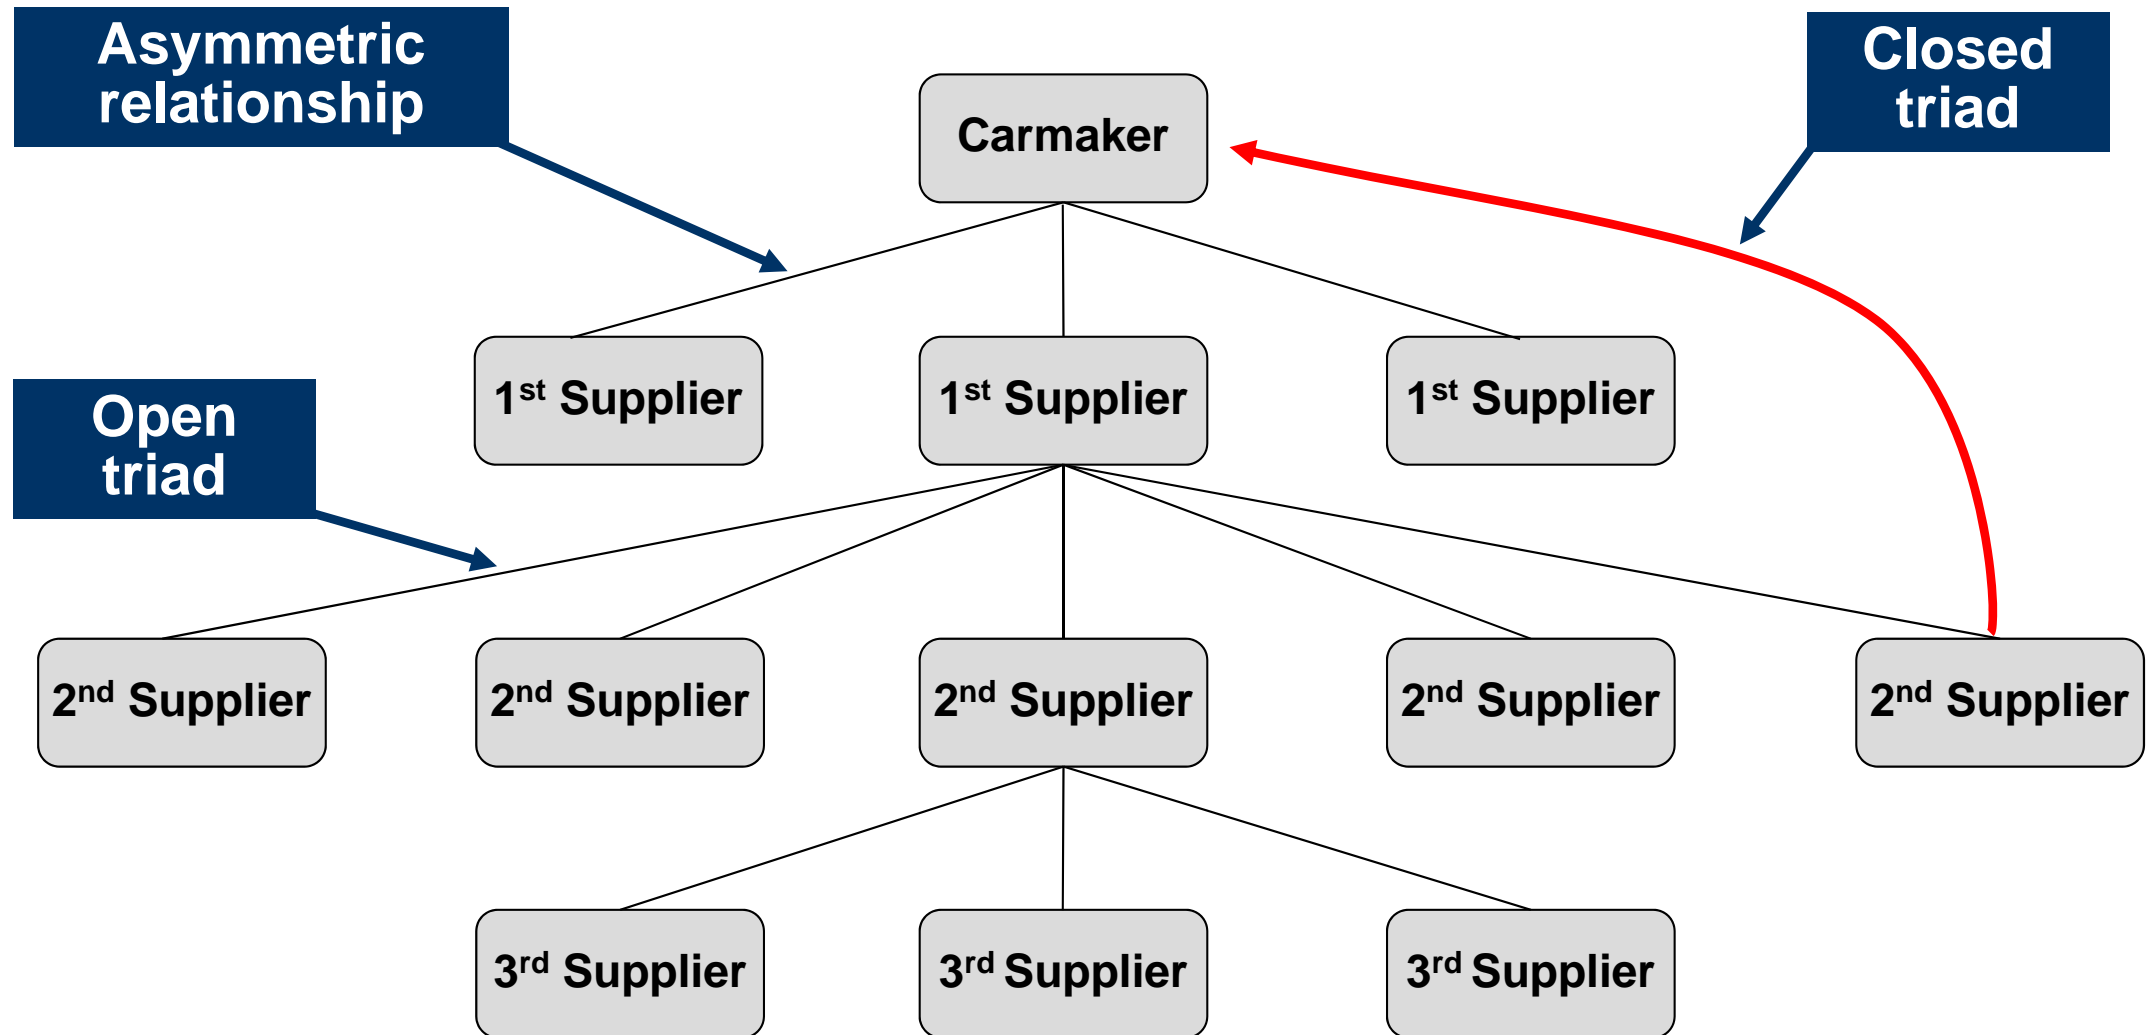 Asymmetric
relationship
Closed
triad
Carmaker
1st Supplier
1st Supplier
1st Supplier
Open
triad
2nd Supplier
2nd Supplier
2nd Supplier
2nd Supplier
2nd Supplier
3rd Supplier
3rd Supplier
3rd Supplier